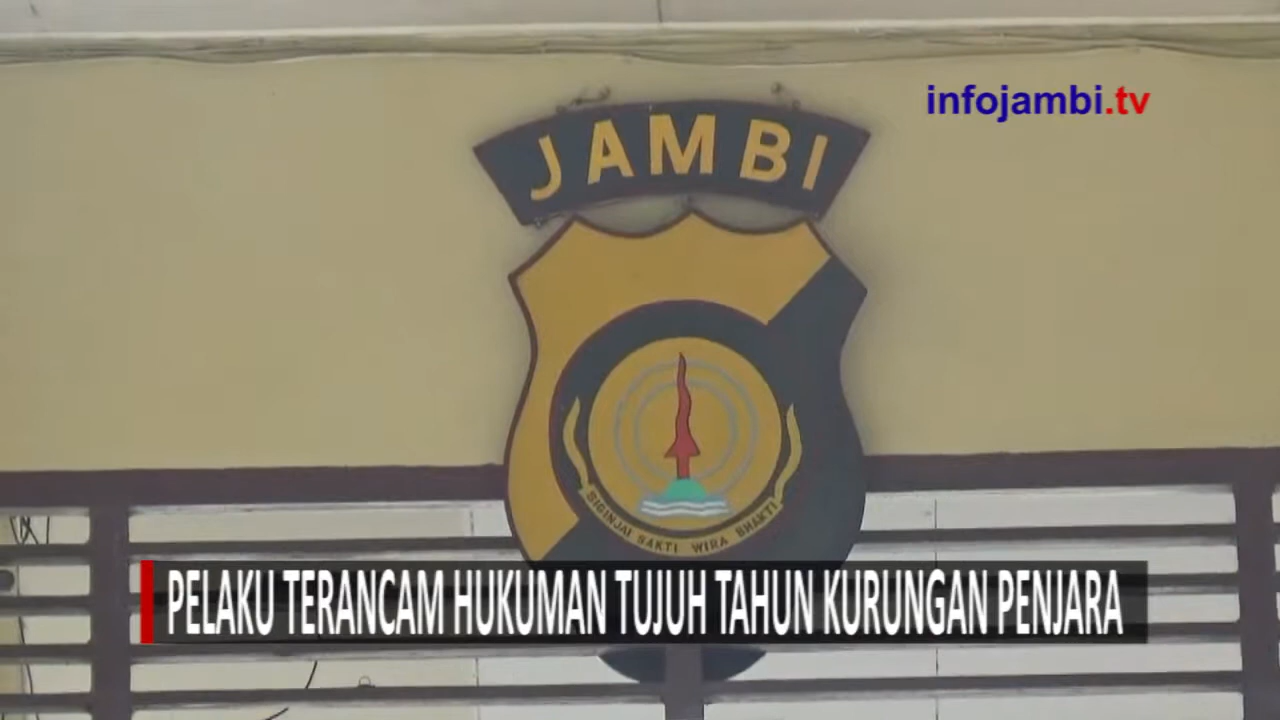 infojambi.tv
JAMBI
SIGINJAI SAKTI WIRA BHAKTI
PELAKU TERANCAM HUKUMAN TUJUH TAHUN KURUNGAN PENJARA